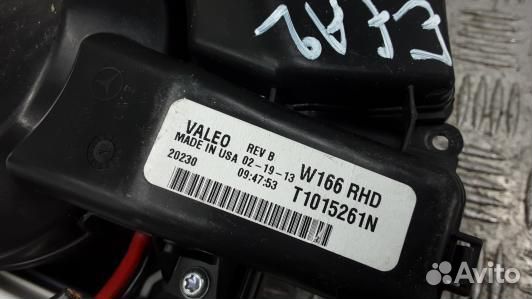 VALEO REV B W166 RHD
MADE IN USA 02-19-13 T1015261N
20230 09:47:53
Avito